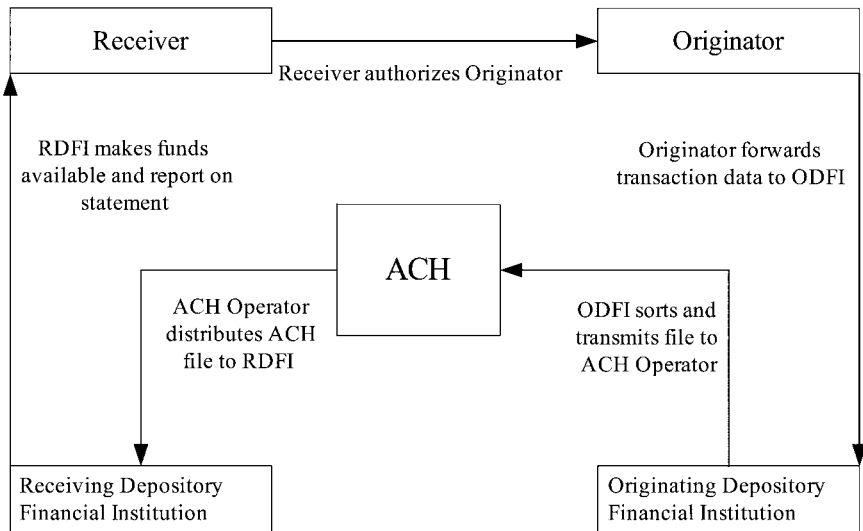 Receiver
Originator
Receiver authorizes Originator
RDFI makes funds
available and report on
statement
Originator forwards
transaction data to ODFI
ACH
ACH Operator
distributes ACH
file to RDFI
ODFI sorts and
transmits file to
ACH Operator
Receiving Depository
Financial Institution
Originating Depository
Financial Institution